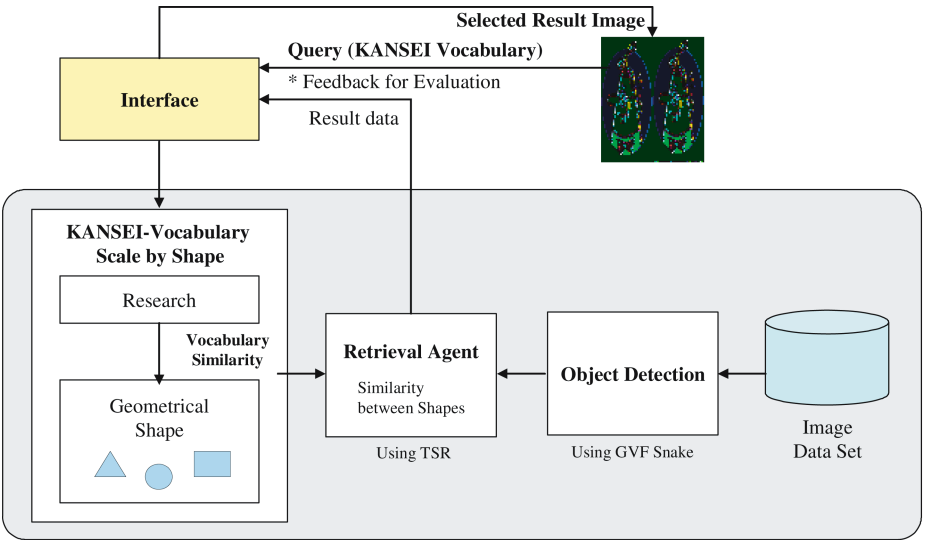 Selected Result Image
Query (KANSEI Vocabulary)
* Feedback for Evaluation
Interface
Result data
KANSEI-Vocabulary
Scale by Shape
Research
Vocabulary
Similarity
Geometrical
Shape
Retrieval Agent
Similarity
between Shapes
Using TSR
Object Detection
Using GVF Snake
Image
Data Set